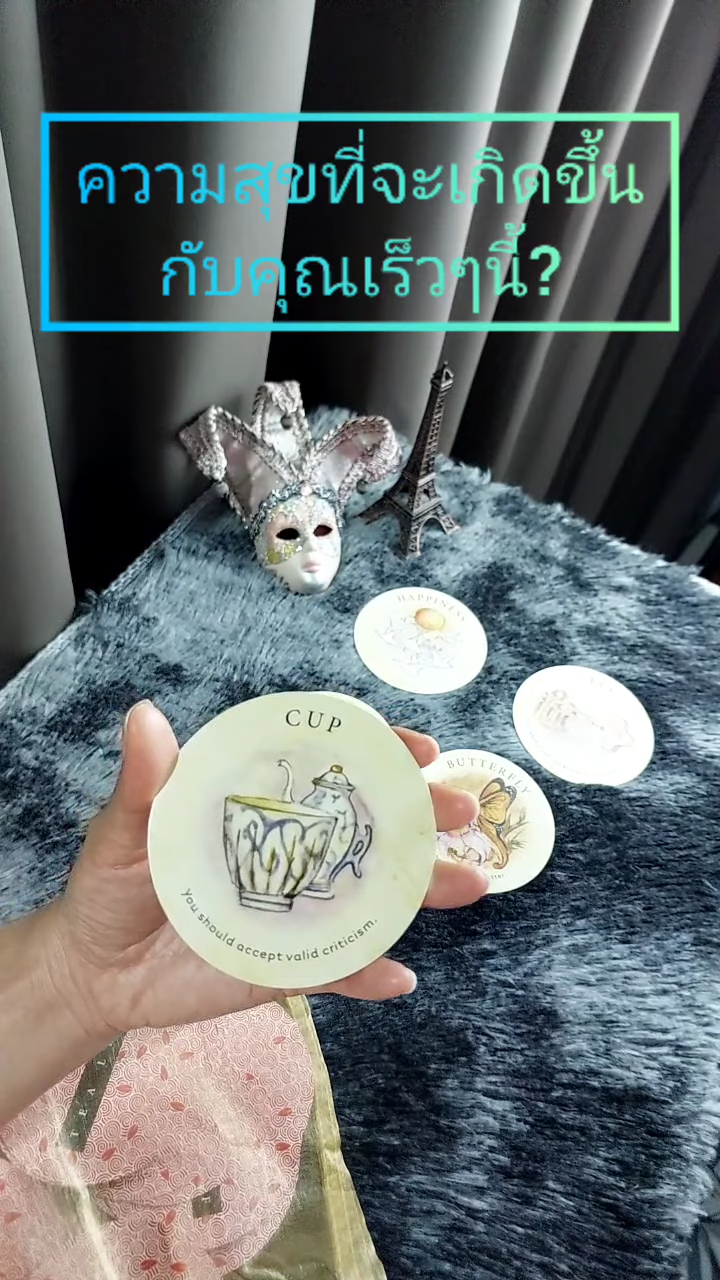 ความสุขที่จะเกิดขึ้น
กับคุณเร็วๆนี้?
HAPPINESS
CUP
BUTTERFLY
You should accept valid criticism.